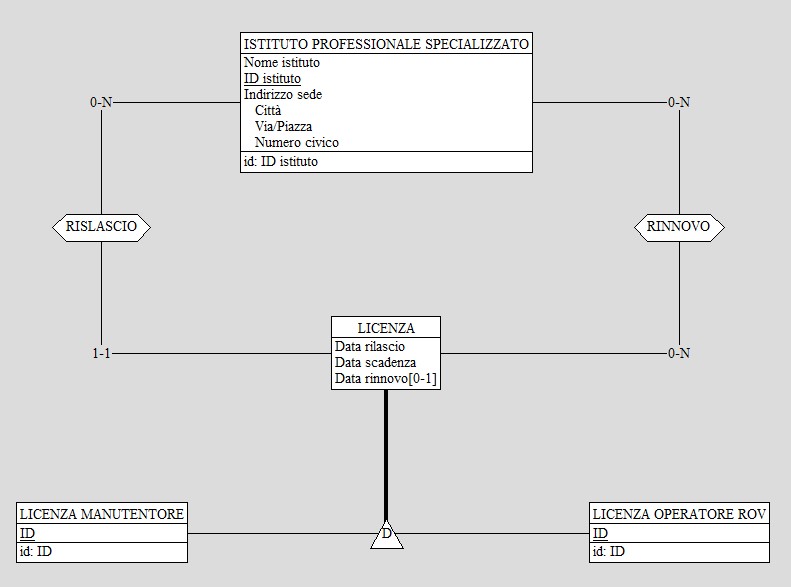 ISTITUTO PROFESSIONALE SPECIALIZZATO
Nome istituto
ID istituto
Indirizzo sede
Città
Via/Piazza
Numero civico
id: ID istituto
0-N
0-N
RISLASCIO
RINNOVO
LICENZA
Data rilascio
Data scadenza
Data rinnovo[0-1]
1-1
0-N
LICENZA MANUTENTORE
ID
id: ID
D
LICENZA OPERATORE ROV
ID
id: ID